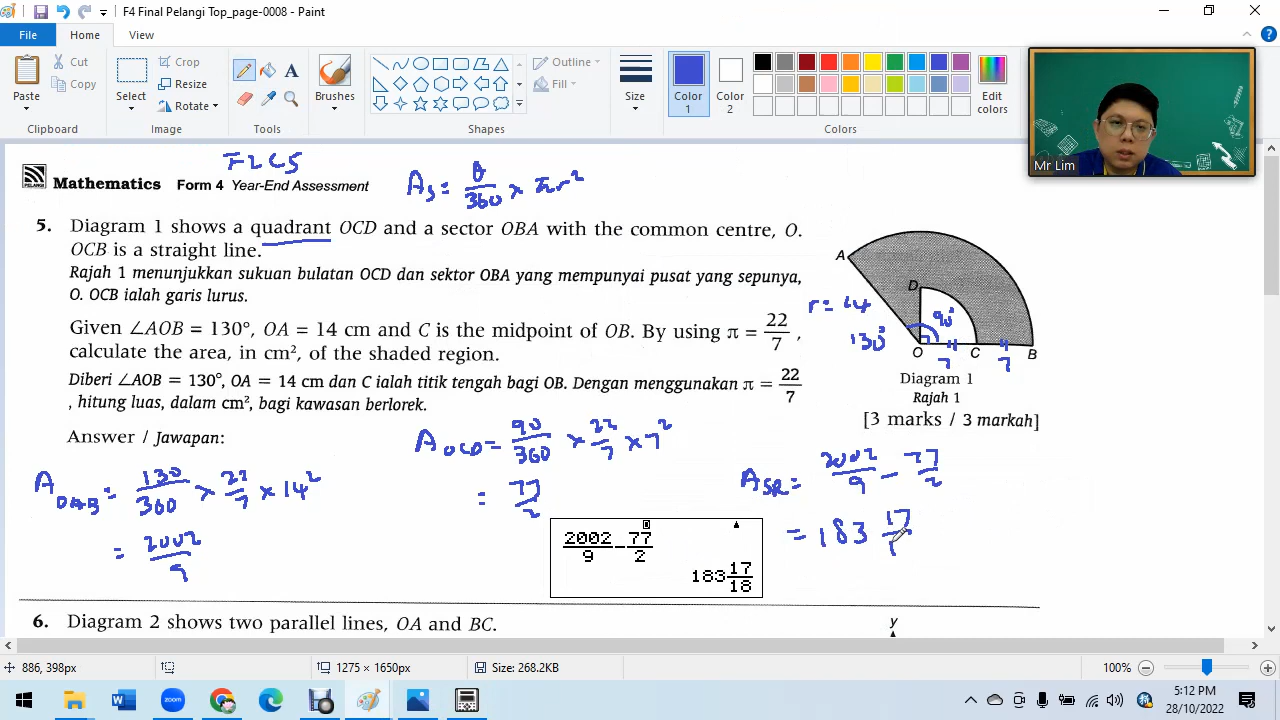 F4 Final Pelangi Top_page-0008 - Paint
File Home View
Paste Cut Copy
Clipboard
Select Crop Resize Rotate
Image
A
Tools
Brushes
Shapes
Outline
Fill
Size
Color 1
Color 2
Edit colors
Colors
Mr Lim
F2 C5
PELANGI Mathematics Form 4 Year-End Assessment
A_S = θ/360 × πr²
5. Diagram 1 shows a quadrant OCD and a sector OBA with the common centre, O.
OCB is a straight line.
Rajah 1 menunjukkan sukuan bulatan OCD dan sektor OBA yang mempunyai pusat yang sepunya,
O. OCB ialah garis lurus.
Given ∠AOB = 130°, OA = 14 cm and C is the midpoint of OB. By using π = 22/7,
calculate the area, in cm², of the shaded region.
Diberi ∠AOB = 130°, OA = 14 cm dan C ialah titik tengah bagi OB. Dengan menggunakan π = 22/7
, hitung luas, dalam cm², bagi kawasan berlorek.
A
D
r = 14
90°
130°
O C B
7 7
Diagram 1
Rajah 1
[3 marks / 3 markah]
Answer / Jawapan:
A_OAB = 130/360 × 22/7 × 14²
= 2002/9
A_OCD = 90/360 × 22/7 × 7²
= 77/2
2002/9 − 77/2
183 17/18
A_SR = 2002/9 − 77/2
= 183 17/1
6. Diagram 2 shows two parallel lines, OA and BC.
y
886, 398px 1275 × 1650px Size: 268.2KB 100%
zoom
5:12 PM
28/10/2022